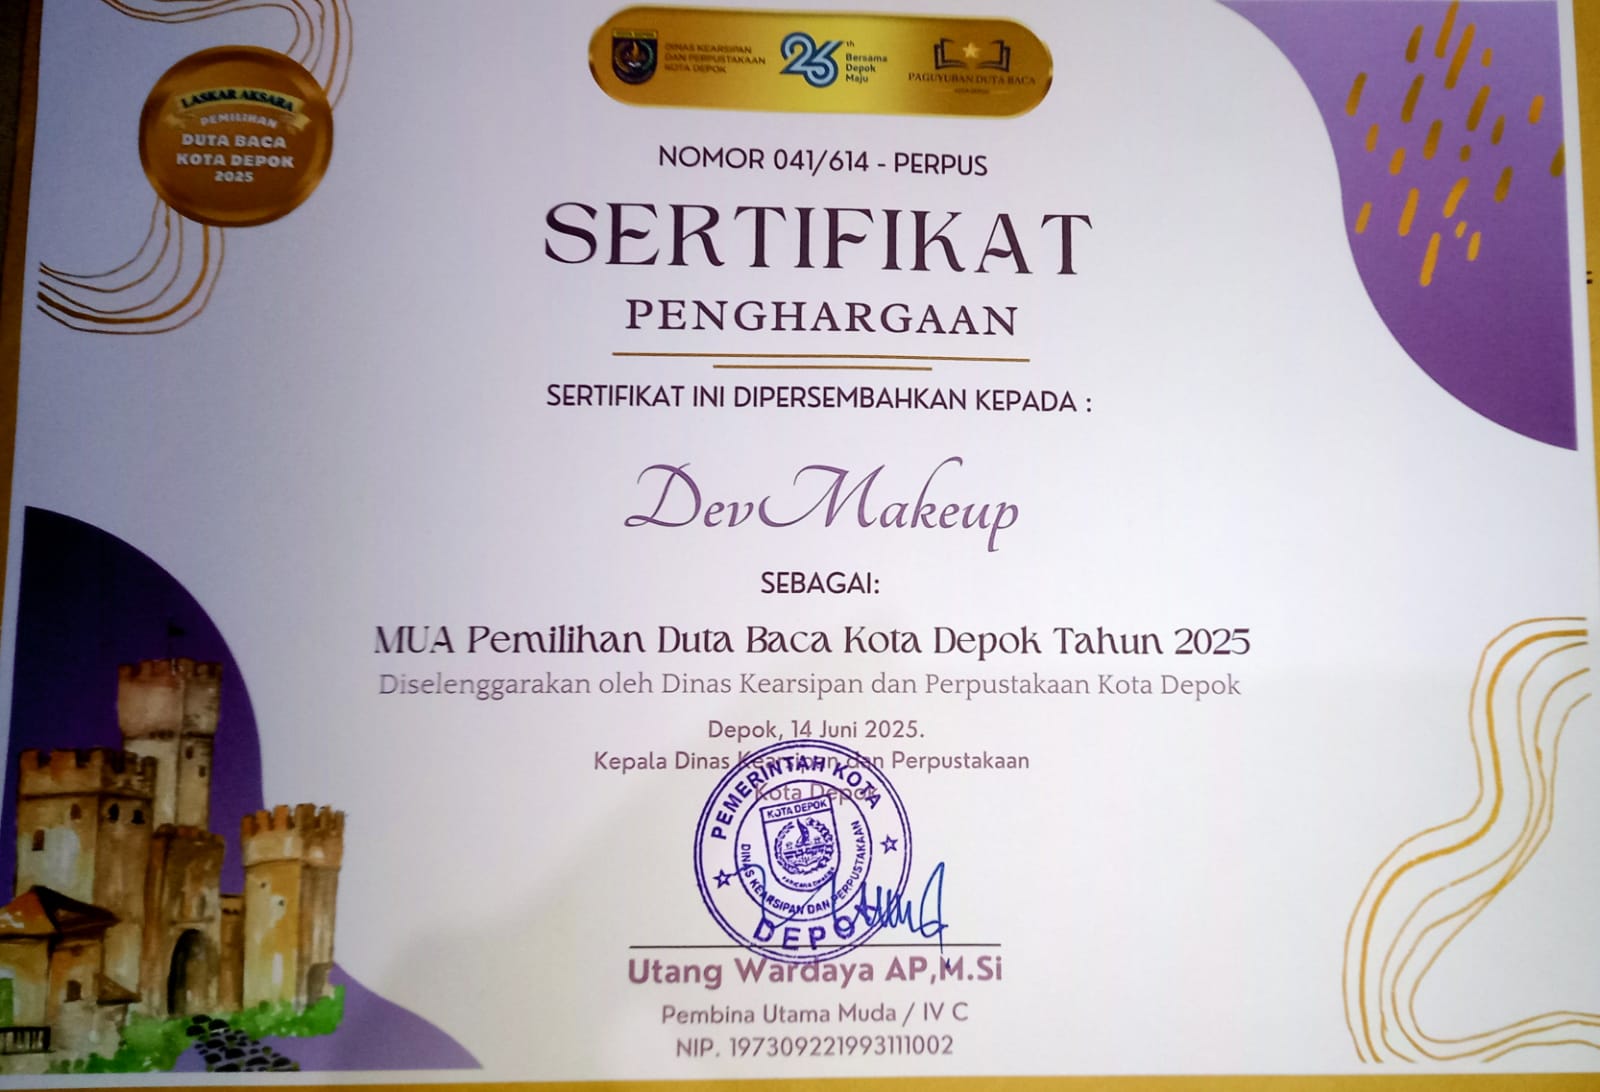 LASKAR AKSARA
PEMILIHAN
DUTA BACA
KOTA DEPOK
2025
DINAS KEARSIPAN
DAN PERPUSTAKAAN
KOTA DEPOK
26th
Bersama
Depok
Maju
PAGUYUBAN DUTA BACA
NOMOR 041/614 - PERPUS
SERTIFIKAT
PENGHARGAAN
SERTIFIKAT INI DIPERSEMBAHKAN KEPADA :
DevMakeup
SEBAGAI:
MUA Pemilihan Duta Baca Kota Depok Tahun 2025
Diselenggarakan oleh Dinas Kearsipan dan Perpustakaan Kota Depok
Depok, 14 Juni 2025.
Kepala Dinas Kearsipan dan Perpustakaan
Kota Depok
PEMERINTAH KOTA
KOTA DEPOK
DINAS KEARSIPAN DAN PERPUSTAKAAN
DEPOK
Utang Wardaya AP,M.Si
Pembina Utama Muda / IV C
NIP. 197309221993111002